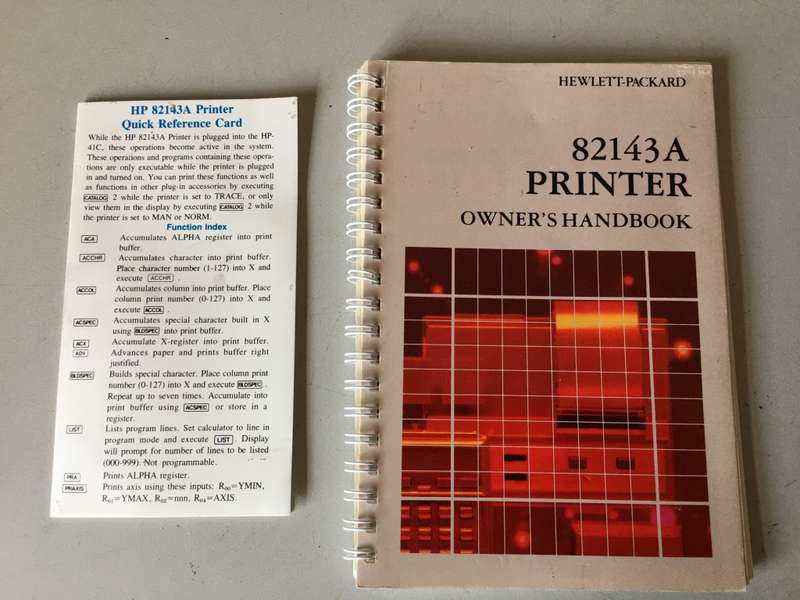 HP 82143A Printer
Quick Reference Card
While the HP 82143A Printer is plugged into the HP-
41C, these operations become active in the system.
These operations and programs containing these opera-
tions are only executable while the printer is plugged
in and turned on. You can print these functions as well
as functions in other plug-in accessories by executing
CATALOG 2 while the printer is set to TRACE, or only
view them in the display by executing CATALOG 2 while
the printer is set to MAN or NORM.
Function Index
ACA Accumulates ALPHA register into print
buffer.
ACCHR Accumulates character into print buffer.
Place character number (1-127) into X and
execute ACCHR.
ACCOL Accumulates column into print buffer. Place
column print number (0-127) into X and
execute ACCOL.
ACSPEC Accumulates special character built in X
using BLDSPEC into print buffer.
ACX Accumulate X-register into print buffer.
ADV Advances paper and prints buffer right
justified.
BLDSPEC Builds special character. Place column print
number (0-127) into X and execute BLDSPEC.
Repeat up to seven times. Accumulate into
print buffer using ACSPEC or store in a
register.
LIST Lists program lines. Set calculator to line in
program mode and execute LIST. Display
will prompt for number of lines to be listed
(000-999). Not programmable.
PRA Prints ALPHA register.
PRAXIS Prints axis using these inputs: R00=YMIN,
R01=YMAX, R02=nnn, R04=AXIS.
HEWLETT-PACKARD
82143A
PRINTER
OWNER'S HANDBOOK